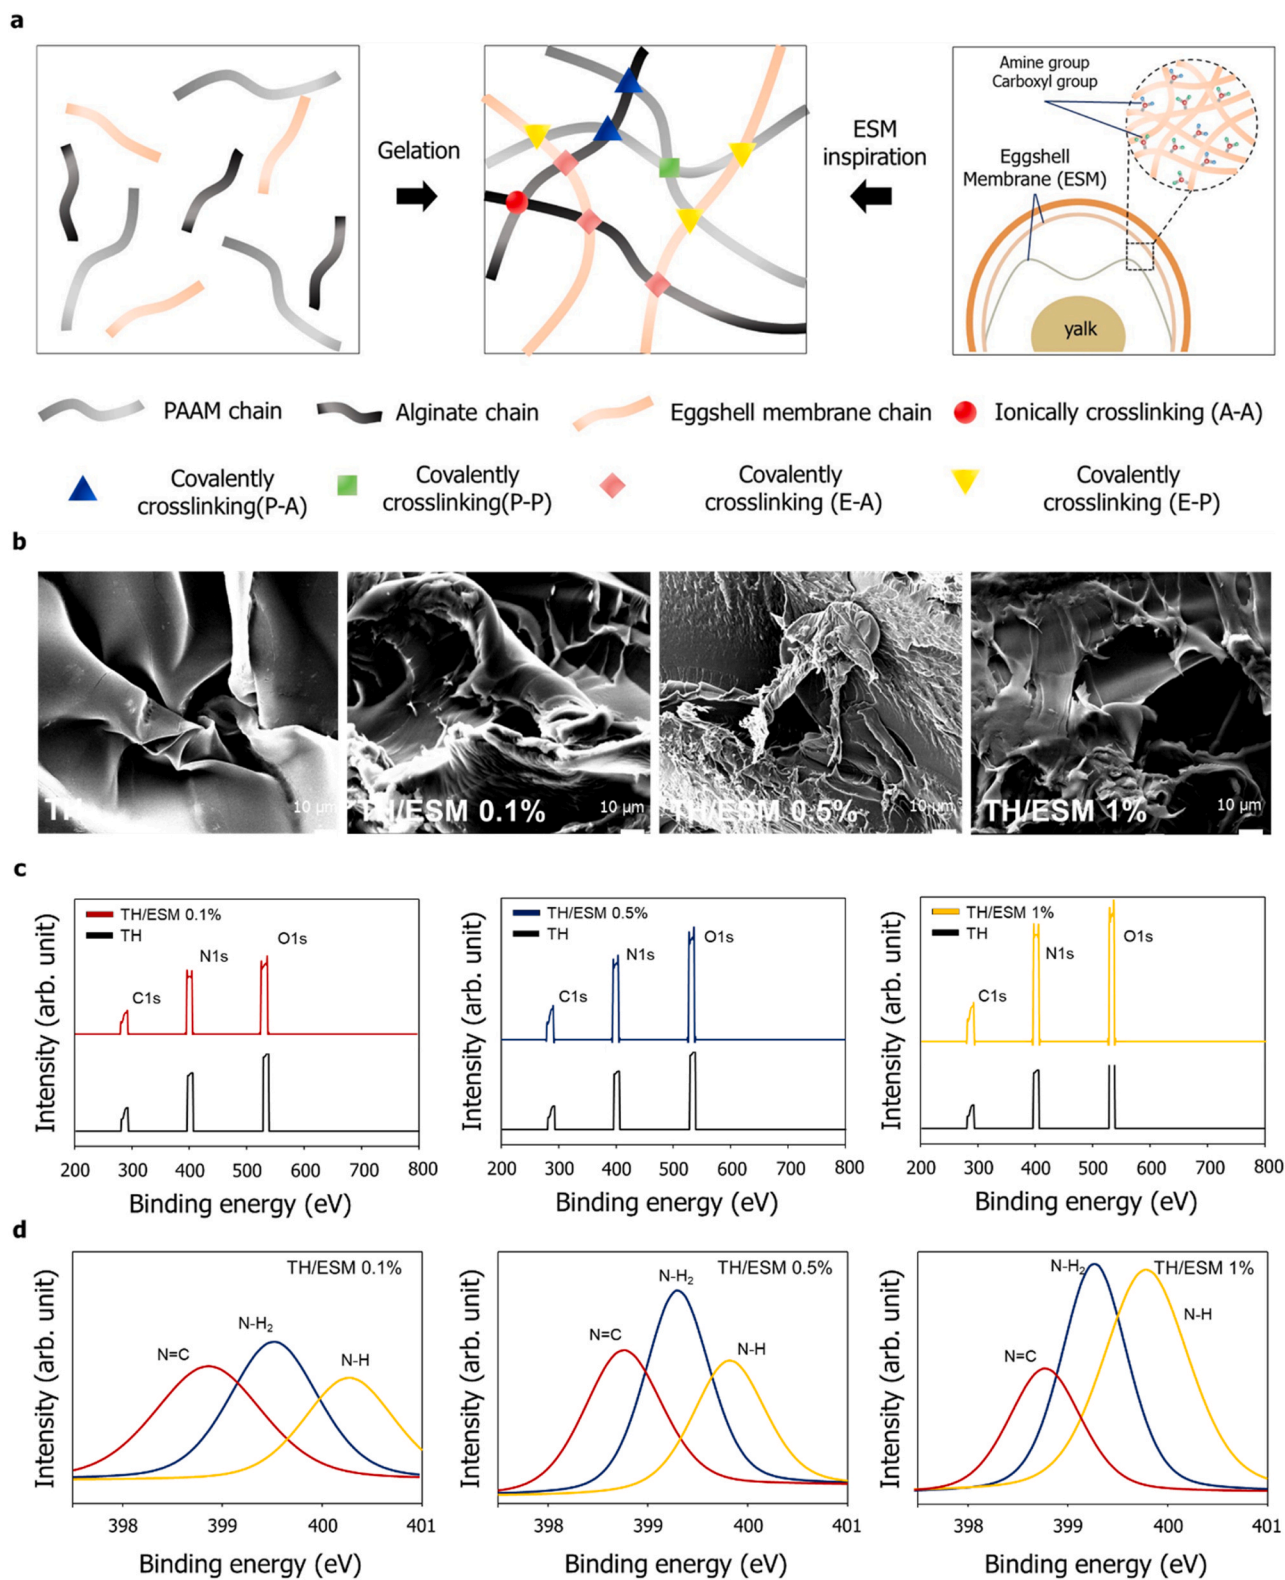 a
Gelation
ESM
inspiration
Amine group
Carboxyl group
Eggshell
Membrane (ESM)
yalk
PAAM chain
Alginate chain
Eggshell membrane chain
Ionically crosslinking (A-A)
Covalently
crosslinking(P-A)
Covalently
crosslinking(P-P)
Covalently
crosslinking (E-A)
Covalently
crosslinking (E-P)
b
TH
10 µm
TH/ESM 0.1%
10 µm
TH/ESM 0.5%
10 µm
TH/ESM 1%
10 µm
c
Intensity (arb. unit)
TH/ESM 0.1%
TH
C1s
N1s
O1s
200 300 400 500 600 700 800
Binding energy (eV)
Intensity (arb. unit)
TH/ESM 0.5%
TH
C1s
N1s
O1s
200 300 400 500 600 700 800
Binding energy (eV)
Intensity (arb. unit)
TH/ESM 1%
TH
C1s
N1s
O1s
200 300 400 500 600 700 800
Binding energy (eV)
d
Intensity (arb. unit)
TH/ESM 0.1%
N=C
N-H₂
N-H
398 399 400 401
Binding energy (eV)
Intensity (arb. unit)
TH/ESM 0.5%
N=C
N-H₂
N-H
398 399 400 401
Binding energy (eV)
Intensity (arb. unit)
TH/ESM 1%
N=C
N-H₂
N-H
398 399 400 401
Binding energy (eV)